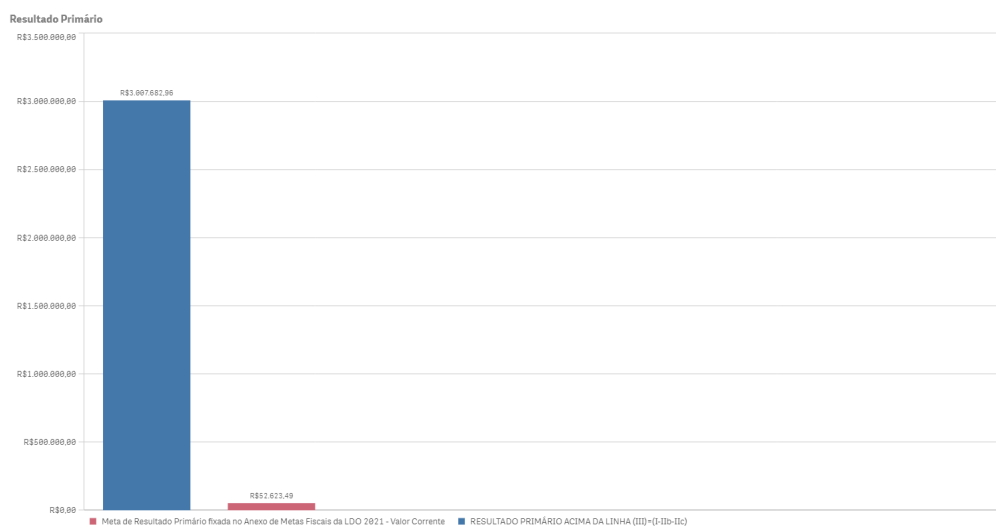 Resultado Primário
R$3.500.000,00
R$3.007.682,96
R$3.000.000,00
R$2.500.000,00
R$2.000.000,00
R$1.500.000,00
R$1.000.000,00
R$500.000,00
R$52.623,49
R$0,00
Meta de Resultado Primário fixada no Anexo de Metas Fiscais da LDO 2021 - Valor Corrente RESULTADO PRIMÁRIO ACIMA DA LINHA (III)=(I-IIb-IIc)